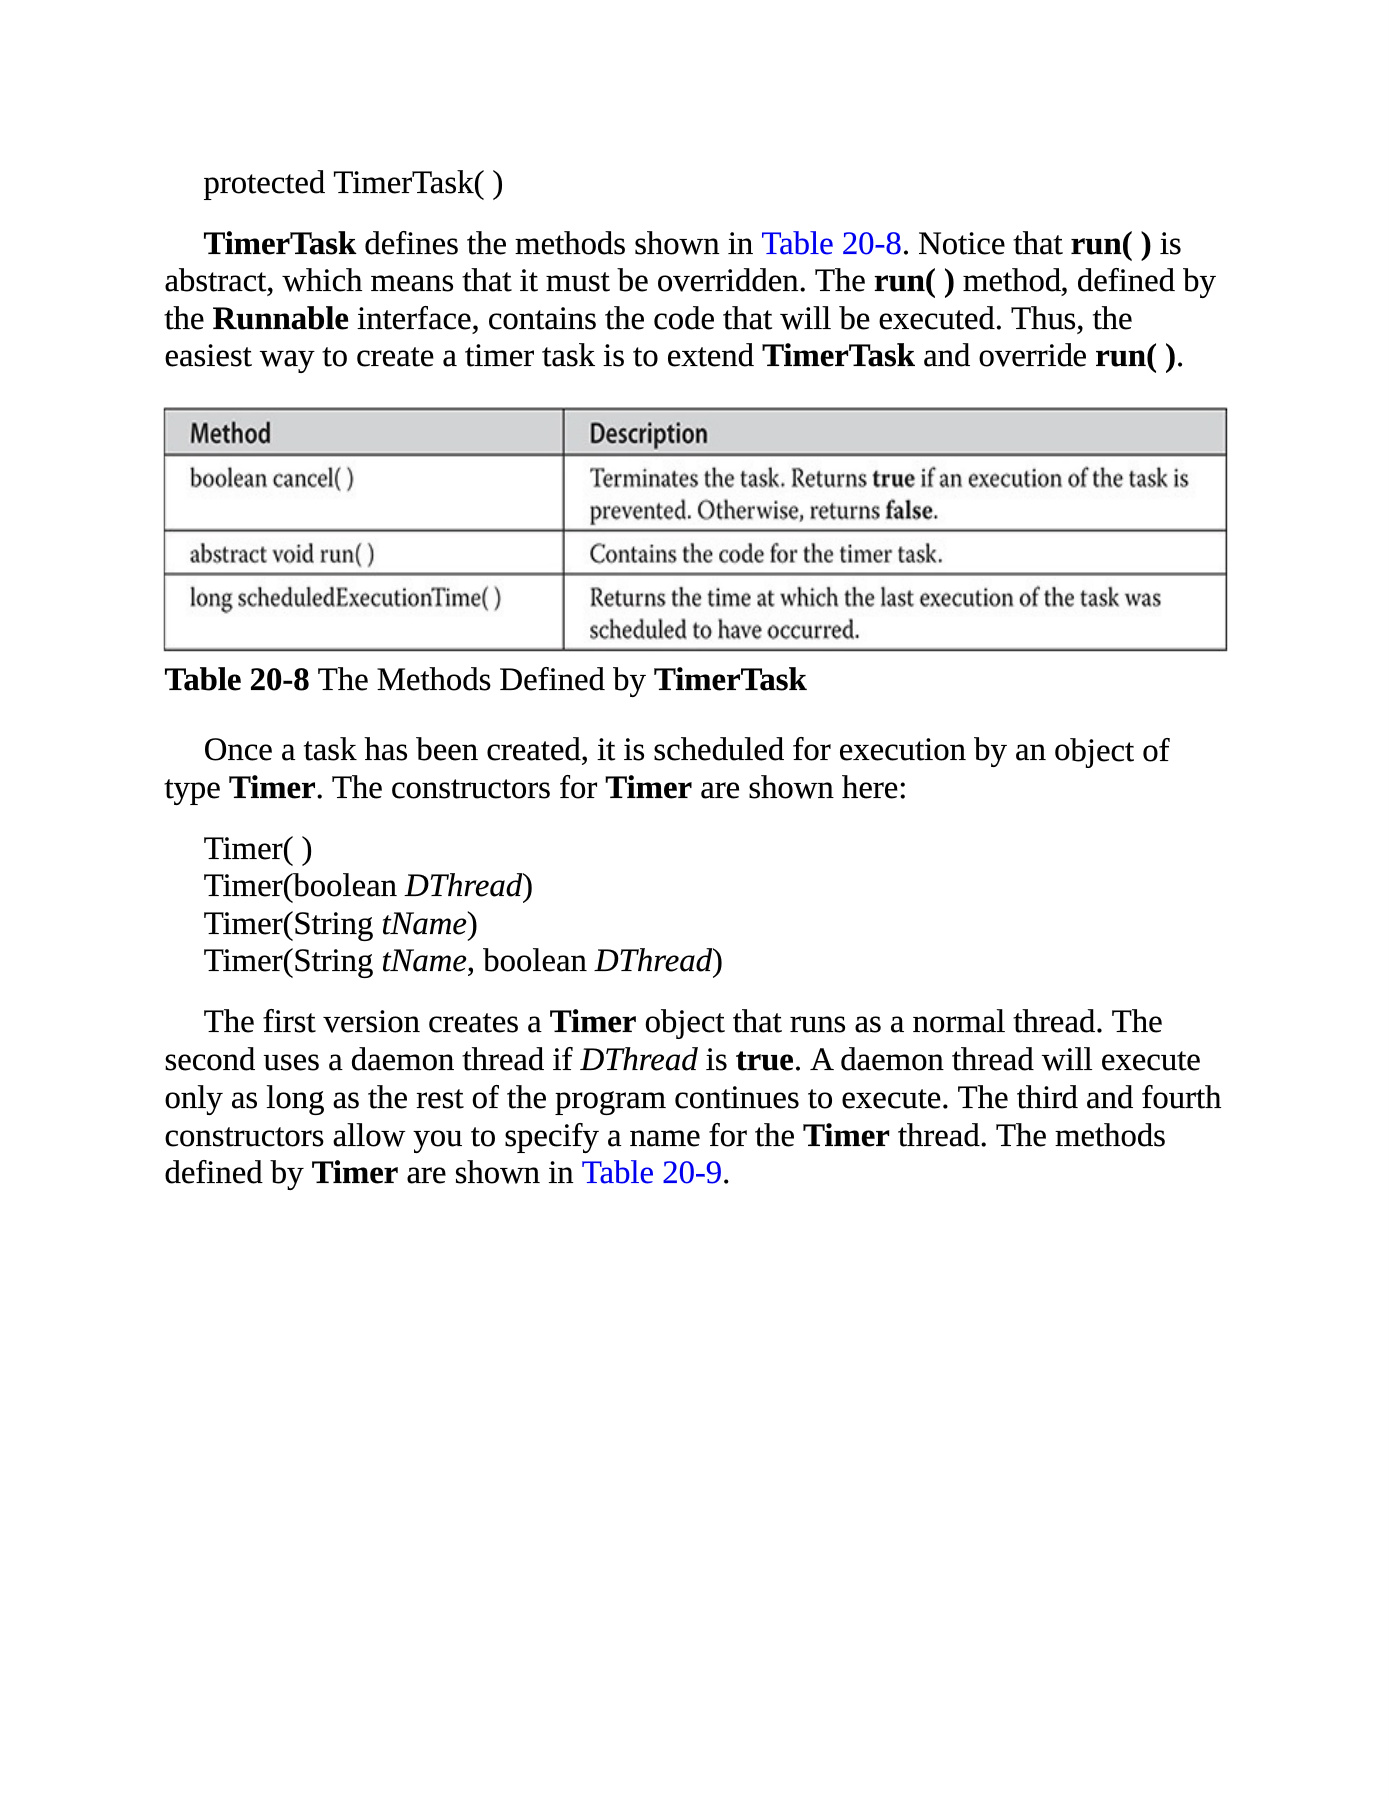 protected TimerTask( )
TimerTask defines the methods shown in Table 20-8. Notice that run( ) is
abstract, which means that it must be overridden. The run( ) method, defined by
the Runnable interface, contains the code that will be executed. Thus, the
easiest way to create a timer task is to extend TimerTask and override run( ).
Method Description
boolean cancel( ) Terminates the task. Returns true if an execution of the task is
prevented. Otherwise, returns false.
abstract void run( ) Contains the code for the timer task.
long scheduledExecutionTime( ) Returns the time at which the last execution of the task was
scheduled to have occurred.
Table 20-8 The Methods Defined by TimerTask
Once a task has been created, it is scheduled for execution by an object of
type Timer. The constructors for Timer are shown here:
Timer( )
Timer(boolean DThread)
Timer(String tName)
Timer(String tName, boolean DThread)
The first version creates a Timer object that runs as a normal thread. The
second uses a daemon thread if DThread is true. A daemon thread will execute
only as long as the rest of the program continues to execute. The third and fourth
constructors allow you to specify a name for the Timer thread. The methods
defined by Timer are shown in Table 20-9.